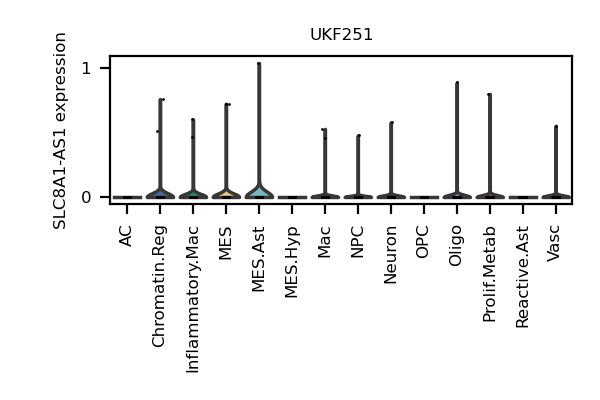 UKF251
SLC8A1-AS1 expression
1
0
AC
Chromatin.Reg
Inflammatory.Mac
MES
MES.Ast
MES.Hyp
Mac
NPC
Neuron
OPC
Oligo
Prolif.Metab
Reactive.Ast
Vasc